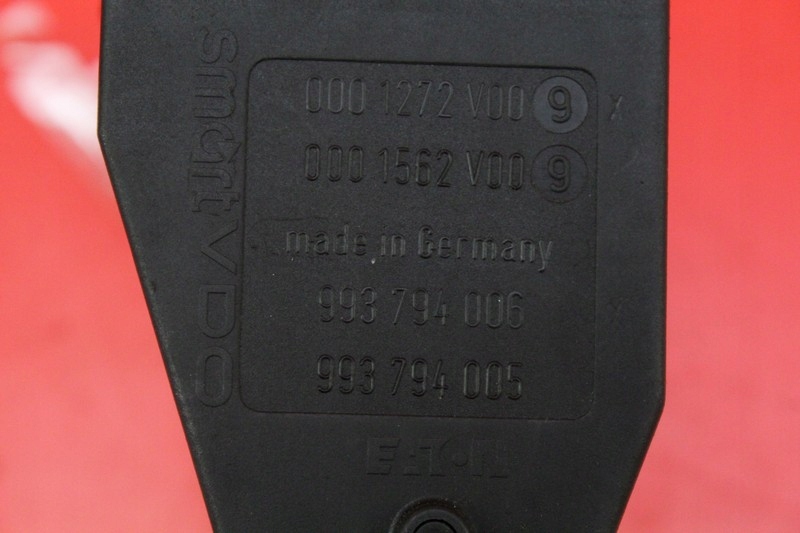 smart VDO
000 1272 V00 9 X
000 1562 V00 9
made in Germany
993 794 006 X
993 794 005
EATON